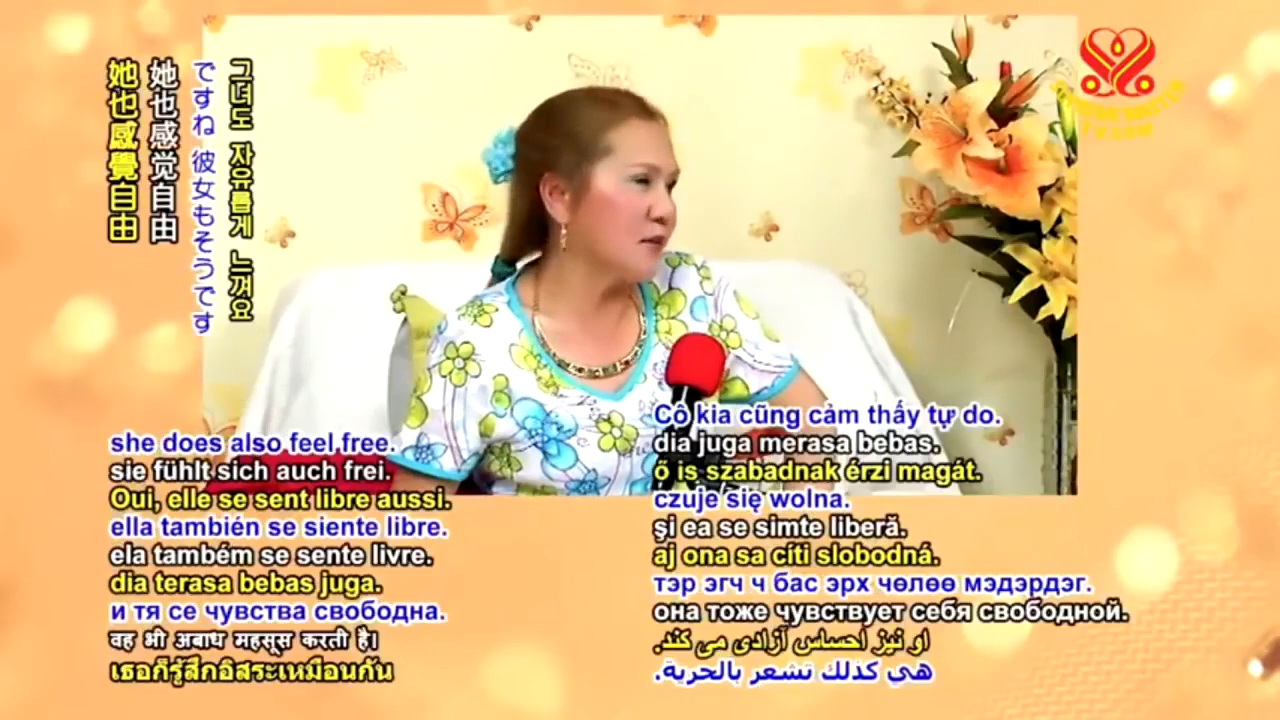 그녀도 자유롭게 느껴요
ですね 彼女もそうです
她也感觉自由
她也感覺自由
she does also feel free.
sie fühlt sich auch frei.
Oui, elle se sent libre aussi.
ella también se siente libre.
ela também se sente livre.
dia terasa bebas juga.
и тя се чувства свободна.
वह भी अबाध महसूस करती है।
เธอก็รู้สึกอิสระเหมือนกัน
Cô kia cũng cảm thấy tự do.
dia juga merasa bebas.
ő is szabadnak érzi magát.
czuje się wolna.
şi ea se simte liberă.
aj ona sa cíti slobodná.
тэр эгч ч бас эрх чөлөө мэдэрдэг.
она тоже чувствует себя свободной.
او نیز احساس آزادی می کند.
هي كذلك تشعر بالحرية.